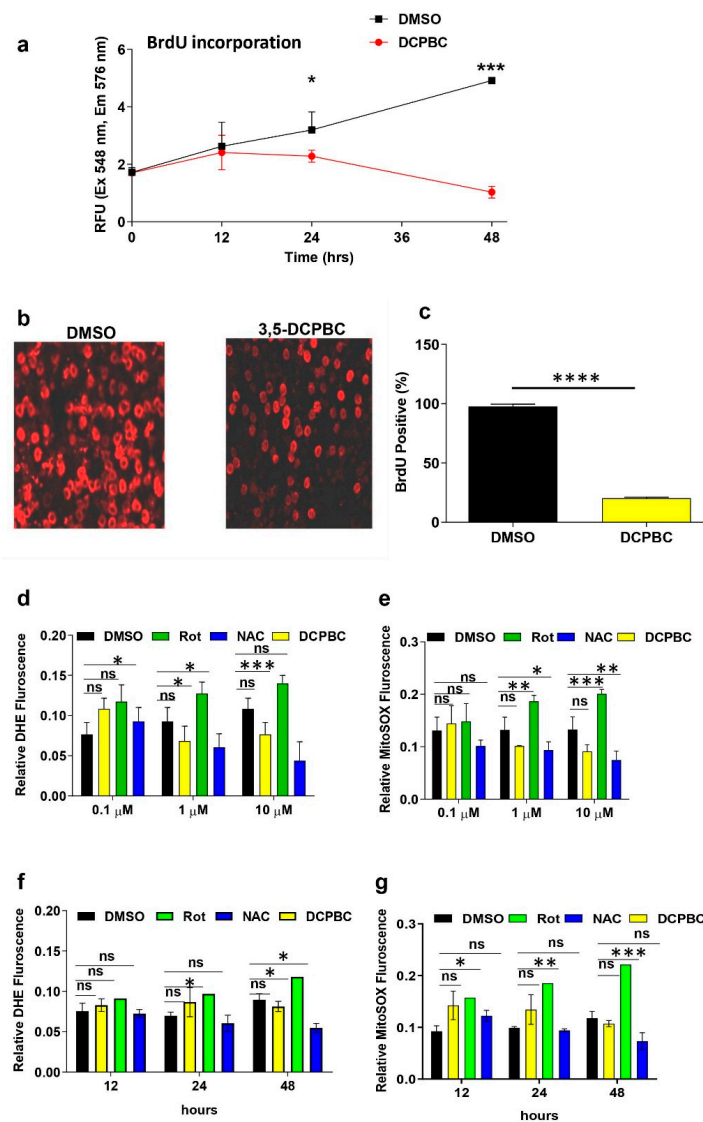 a
BrdU incorporation
DMSO
DCPBC
RFU (Ex 548 nm, Em 576 nm)
6
4
2
0
*
***
0 12 24 36 48
Time (hrs)
b
DMSO
3,5-DCPBC
c
BrdU Positive (%)
150
100
50
0
****
DMSO DCPBC
d
DMSO Rot NAC DCPBC
Relative DHE Fluroscence
0.20
0.15
0.10
0.05
0.00
*
ns
ns
*
*
ns
ns
***
ns
0.1 μM 1 μM 10 μM
e
DMSO Rot NAC DCPBC
Relative MitoSOX Fluroscence
0.3
0.2
0.1
0.0
ns ns
ns
*
**
ns
**
***
ns
0.1 μM 1 μM 10 μM
f
DMSO Rot NAC DCPBC
Relative DHE Fluroscence
0.20
0.15
0.10
0.05
0.00
ns
ns
ns
ns
*
ns
*
*
ns
12 24 48
hours
g
DMSO Rot NAC DCPBC
Relative MitoSOX Fluroscence
0.3
0.2
0.1
0.0
ns
*
ns
ns
**
ns
ns
***
ns
12 24 48
hours